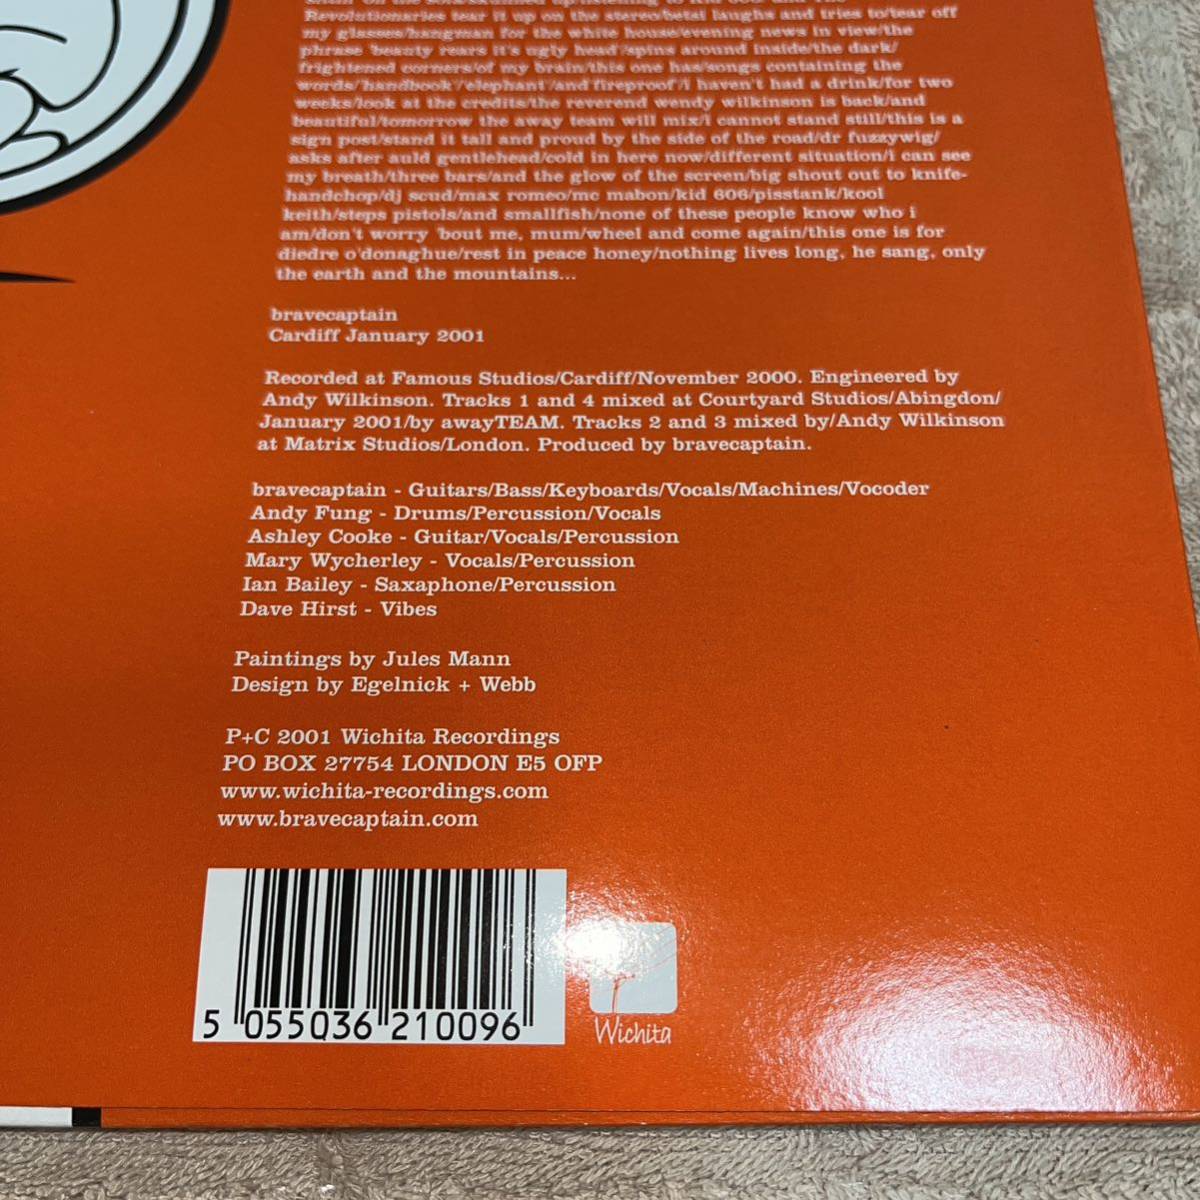 Revolutionaries tear it up on the stereo/betsi laughs and tries to/tear off
my glasses/hangman for the white house/evening news in view/the
phrase 'beauty rears it's ugly head'/spins around inside/the dark/
frightened corners/of my brain/this one has/songs containing the
words/'handbook'/'elephant'/and'fireproof'/i haven't had a drink/for two
weeks/look at the credits/the reverend wendy wilkinson is back/and
beautiful/tomorrow the away team will mix/i cannot stand still/this is a
sign post/stand it tall and proud by the side of the road/dr fuzzywig/
asks after auld gentlehead/cold in here now/different situation/i can see
my breath/three bars/and the glow of the screen/big shout out to knife-
handchop/dj scud/max romeo/mc mabon/kid 606/pisstank/kool
keith/steps pistols/and smallfish/none of these people know who i
am/don't worry 'bout me, mum/wheel and come again/this one is for
diedre o'donaghue/rest in peace honey/nothing lives long, he sang, only
the earth and the mountains...
bravecaptain
Cardiff January 2001
Recorded at Famous Studios/Cardiff/November 2000. Engineered by
Andy Wilkinson. Tracks 1 and 4 mixed at Courtyard Studios/Abingdon/
January 2001/by awayTEAM. Tracks 2 and 3 mixed by/Andy Wilkinson
at Matrix Studios/London. Produced by bravecaptain.
bravecaptain - Guitars/Bass/Keyboards/Vocals/Machines/Vocoder
Andy Fung - Drums/Percussion/Vocals
Ashley Cooke - Guitar/Vocals/Percussion
Mary Wycherley - Vocals/Percussion
Ian Bailey - Saxaphone/Percussion
Dave Hirst - Vibes
Paintings by Jules Mann
Design by Egelnick + Webb
P+C 2001 Wichita Recordings
PO BOX 27754 LONDON E5 OFP
www.wichita-recordings.com
www.bravecaptain.com
5 055036 210096
Wichita